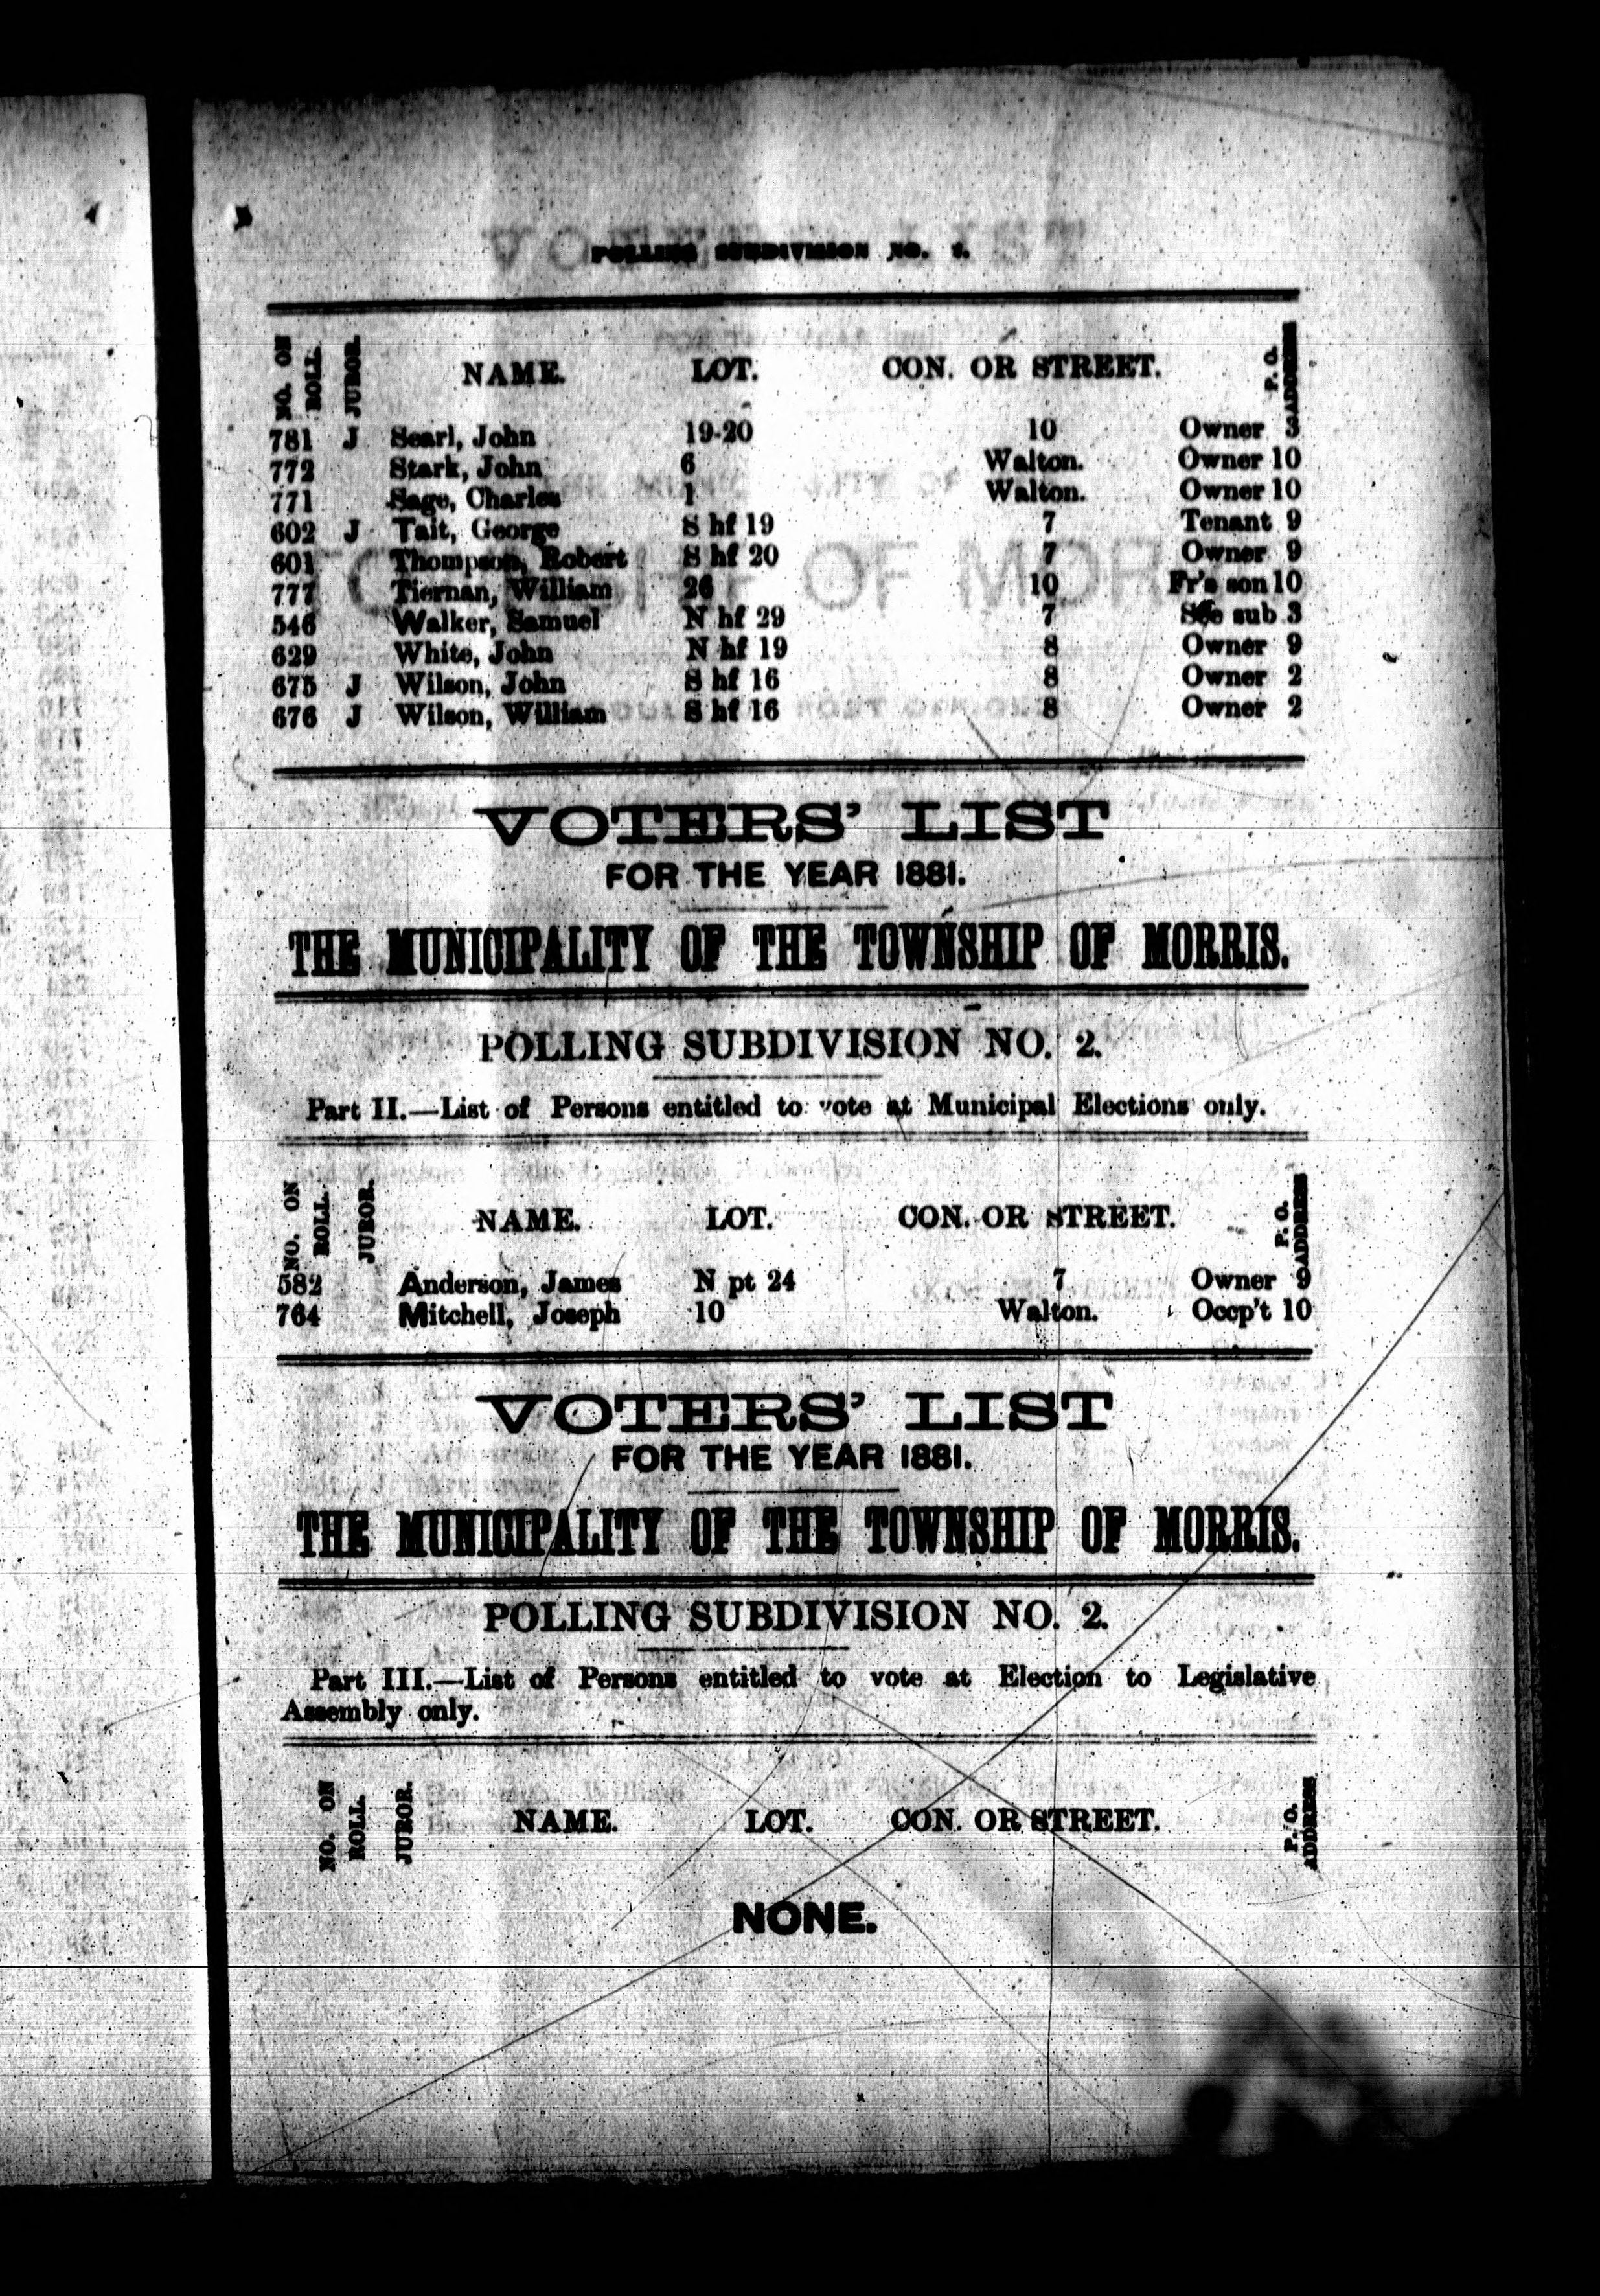 POLLING SUBDIVISION NO. 2.
NO. ON ROLL. JUROR. NAME. LOT. CON. OR STREET. P. O. ADDRESS
781 J Searl, John 19-20 10 Owner 3
772 Stark, John 6 Walton. Owner 10
771 Sage, Charles 1 Walton. Owner 10
602 J Tait, George S hf 19 7 Tenant 9
601 Thompson, Robert S hf 20 7 Owner 9
777 Tiernan, William 26 10 Fr's son 10
546 Walker, Samuel N hf 29 7 See sub 3
629 White, John N hf 19 8 Owner 9
675 J Wilson, John S hf 16 8 Owner 2
676 J Wilson, William S hf 16 8 Owner 2
VOTERS' LIST
FOR THE YEAR 1881.
THE MUNICIPALITY OF THE TOWNSHIP OF MORRIS.
POLLING SUBDIVISION NO. 2.
Part II.—List of Persons entitled to vote at Municipal Elections only.
NO. ON ROLL. JUROR. NAME. LOT. CON. OR STREET. P. O. ADDRESS
582 Anderson, James N pt 24 7 Owner 9
764 Mitchell, Joseph 10 Walton. Occp't 10
VOTERS' LIST
FOR THE YEAR 1881.
THE MUNICIPALITY OF THE TOWNSHIP OF MORRIS.
POLLING SUBDIVISION NO. 2.
Part III.—List of Persons entitled to vote at Election to Legislative
Assembly only.
NO. ON ROLL. JUROR. NAME. LOT. CON. OR STREET. P. O. ADDRESS
NONE.